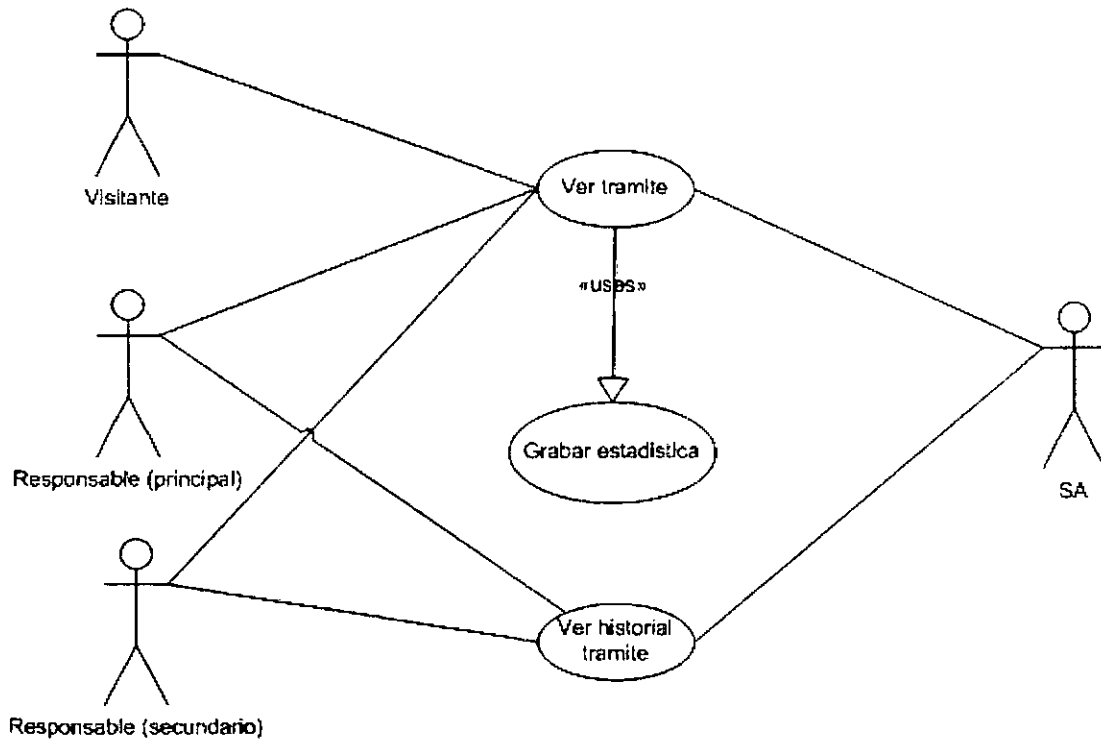 Visitante
Ver tramite
«uses»
Responsable (principal)
Grabar estadistica
SA
Ver historial
tramite
Responsable (secundario)